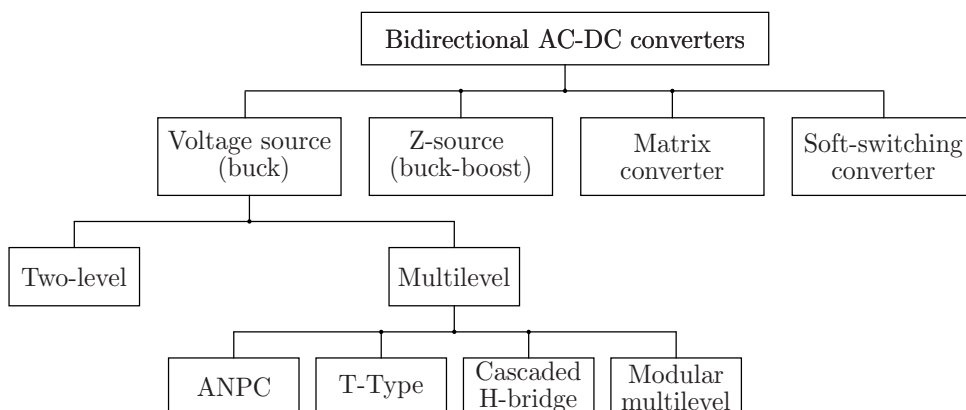 Bidirectional AC-DC converters
Voltage source
(buck)
Z-source
(buck-boost)
Matrix
converter
Soft-switching
converter
Two-level
Multilevel
ANPC
T-Type
Cascaded
H-bridge
Modular
multilevel